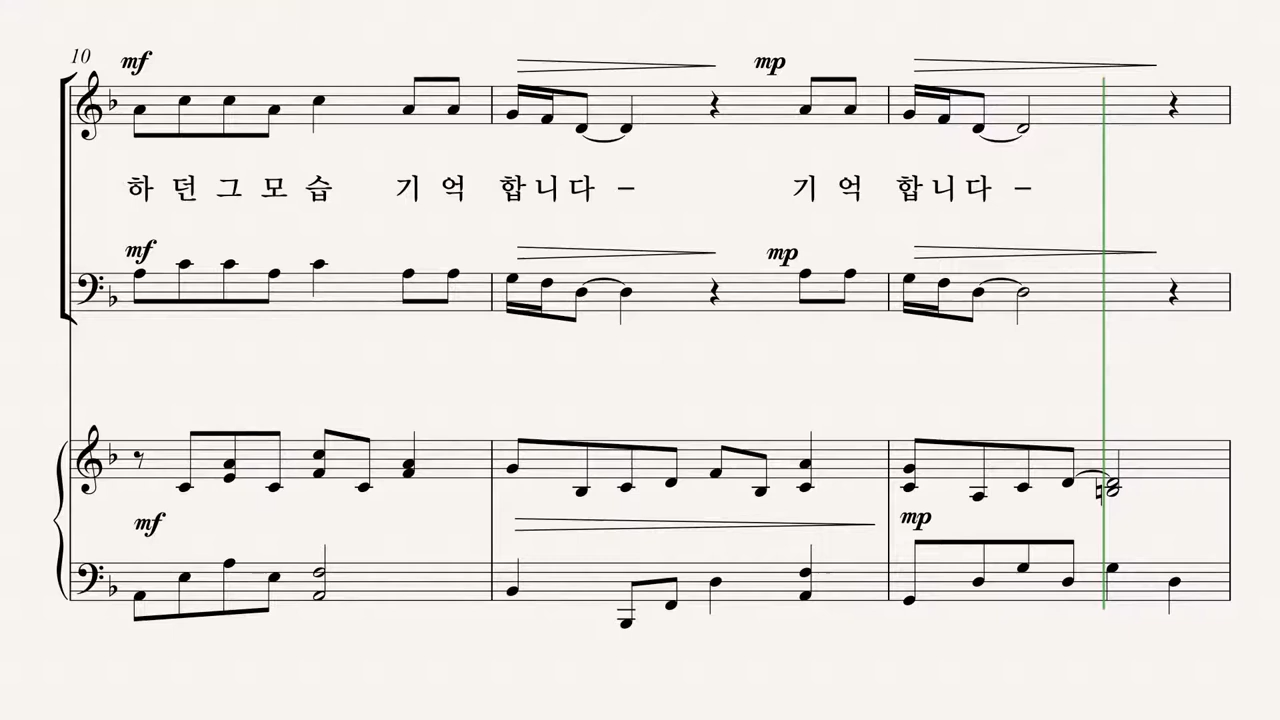 10
mf
mp
하 던 그 모 습 기 억 합 니 다 – 기 억 합 니 다 –
mf
mp
mf
mp